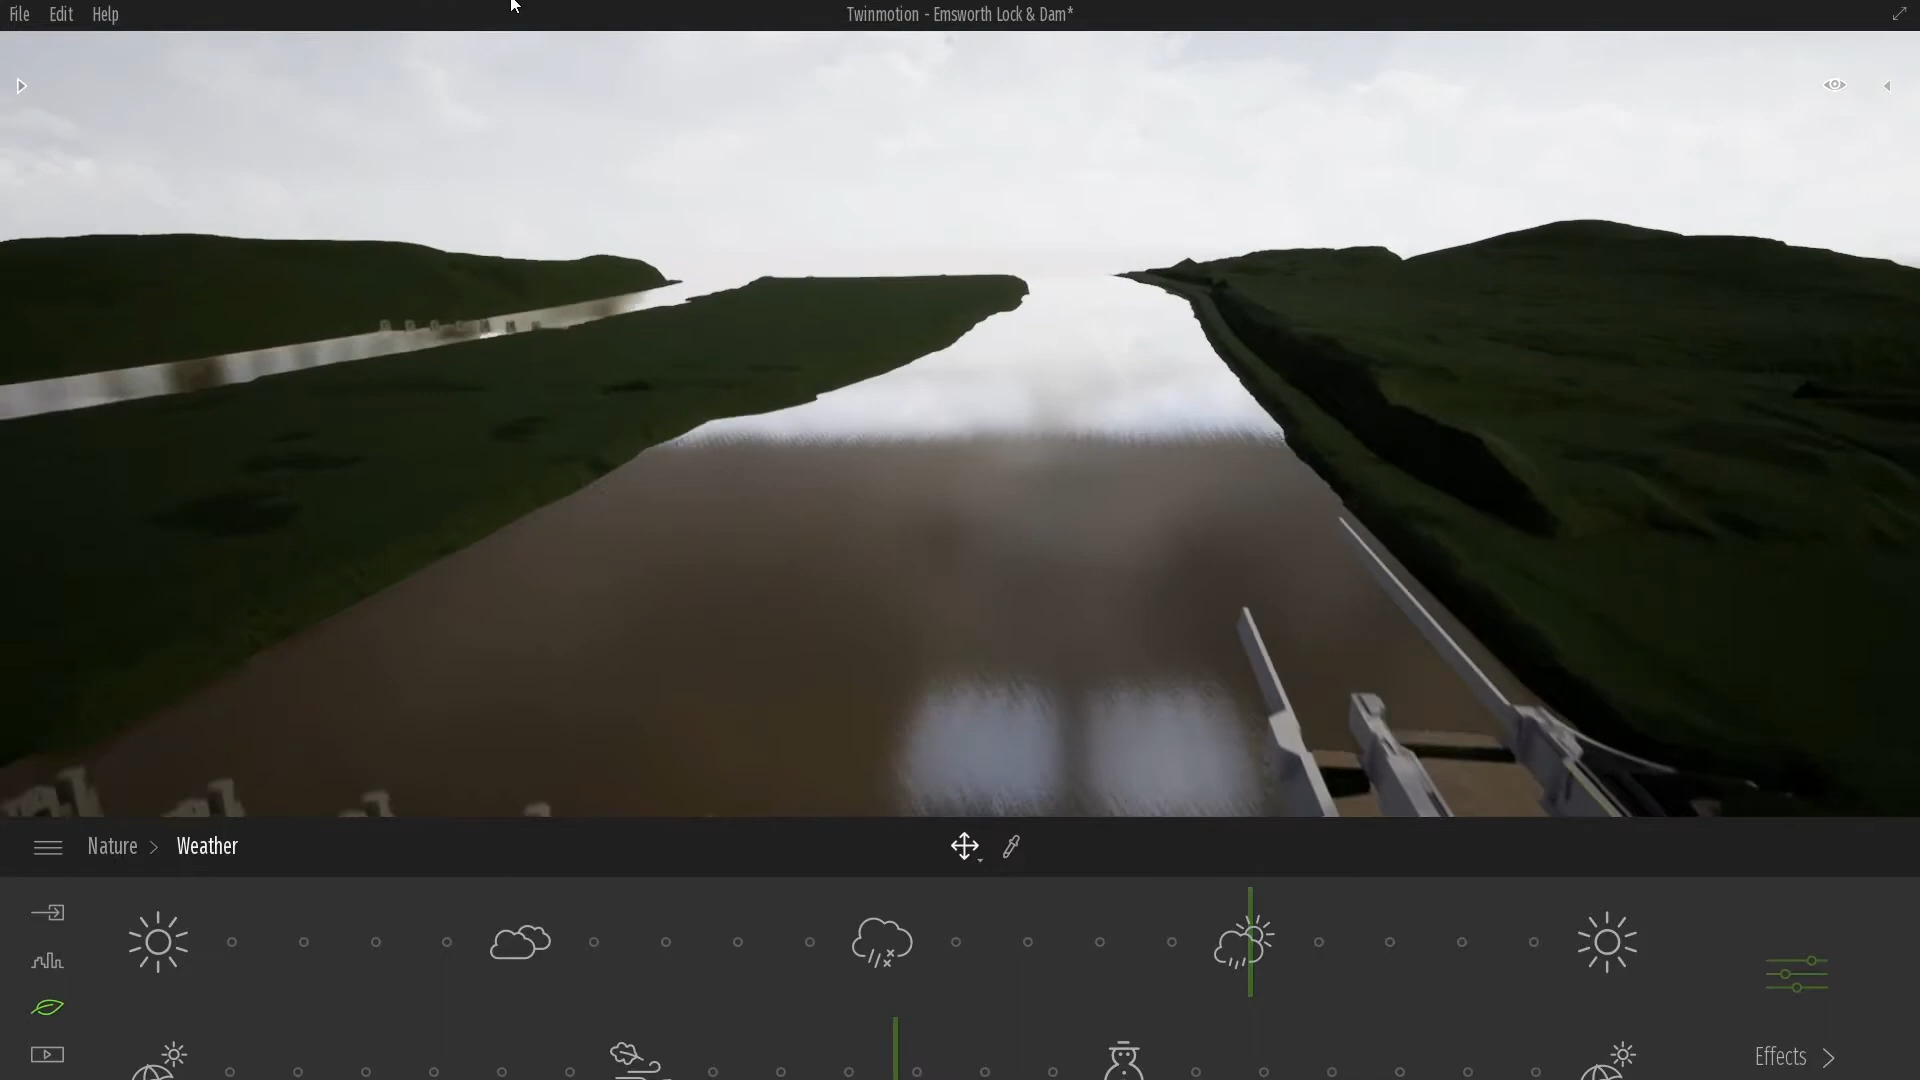 File Edit Help
Twinmotion - Emsworth Lock & Dam*
Nature > Weather
Effects >